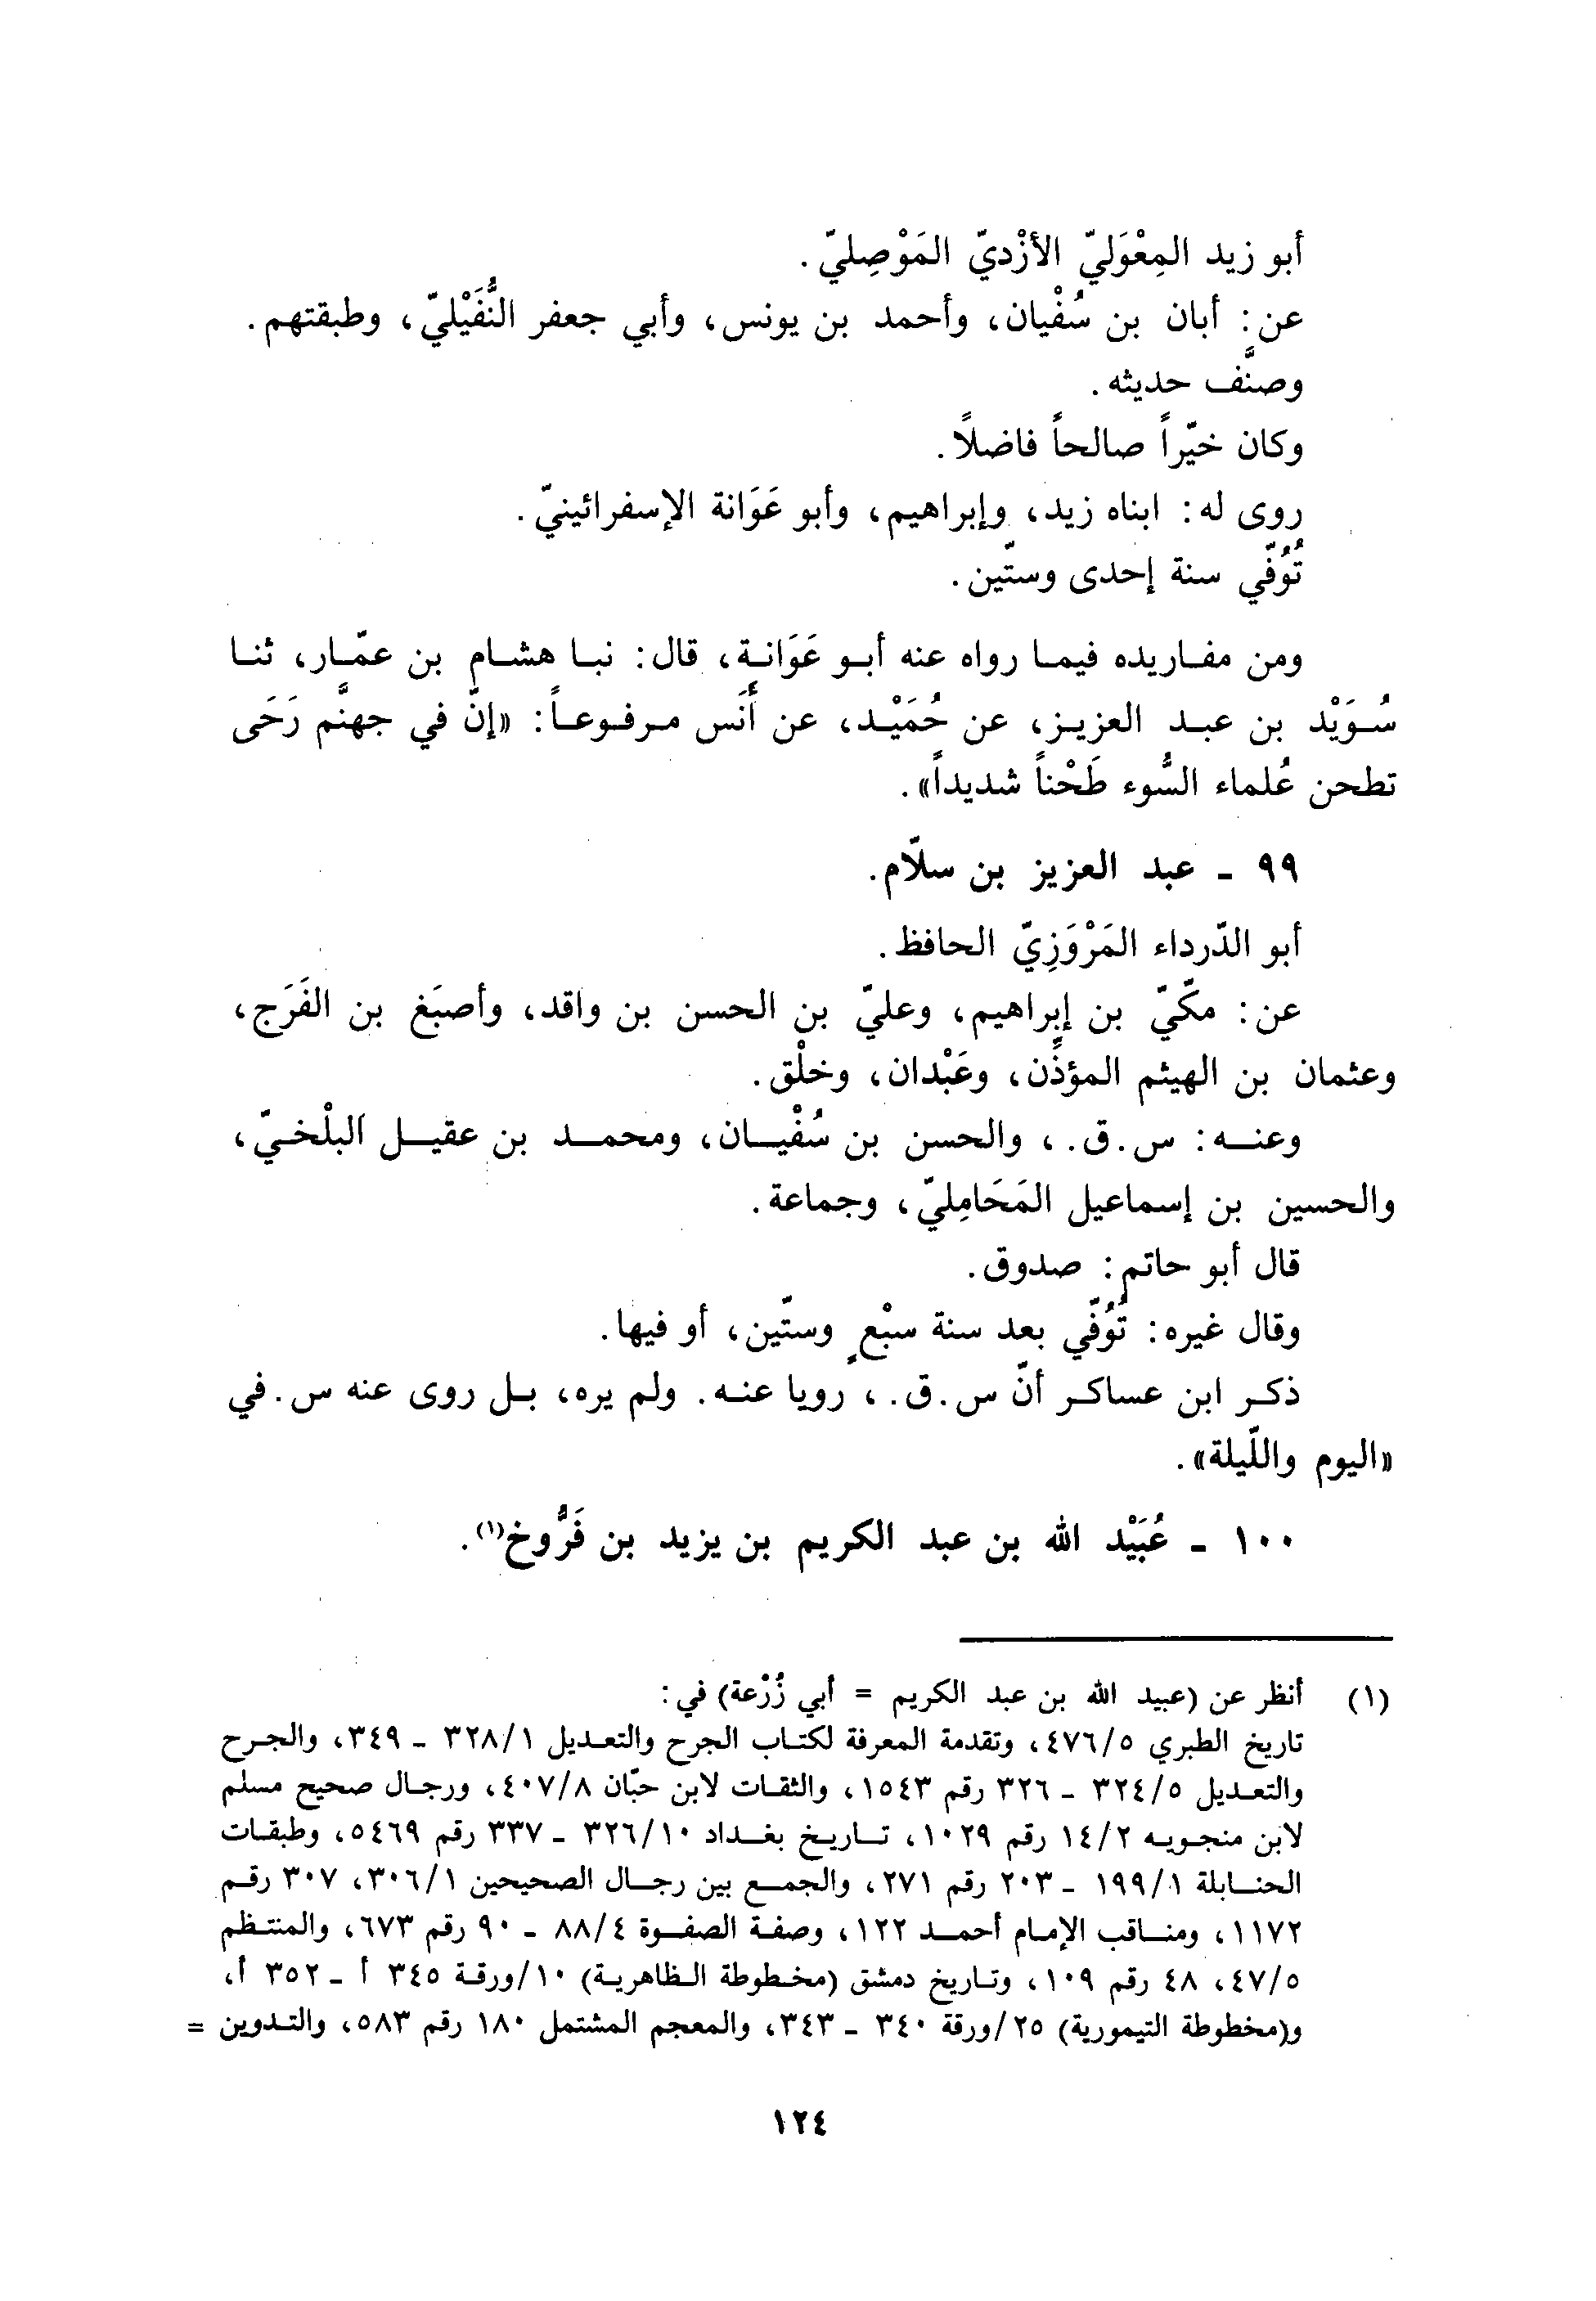 أبو زيد المِعْوَليّ الأزْديّ المَوْصِليّ.
عن: أبان بن سُفْيان، وأحمد بن يونس، وأبي جعفر النُّفَيْليّ، وطبقتهم.
وصنَّف حديثه.
وكان خيّراً صالحاً فاضلًا.
روى له: ابناه زيد، وإبراهيم، وأبو عَوَانة الإسفرائينيّ.
تُوُفّي سنة إحدى وستّين.
ومن مفاريده فيما رواه عنه أبو عَوَانة، قال: نبا هشام بن عمّار، ثنا
سُوَيْد بن عبد العزيز، عن حُمَيْد، عن أَنَس مرفوعاً: «إنّ في جهنَّم رَحَى
تطحن عُلماء السُّوء طَحْناً شديداً».
٩٩ - عبد العزيز بن سلّام.
أبو الدّرداء المَرْوَزِيّ الحافظ.
عن: مكّيّ بن إبراهيم، وعليّ بن الحسن بن واقد، وأصبَغ بن الفَرَج،
وعثمان بن الهيثم المؤذّن، وعَبْدان، وخلْق.
وعنه: س.ق.، والحسن بن سُفْيان، ومحمد بن عقيل البلْخيّ،
والحسين بن إسماعيل المَحَامِليّ، وجماعة.
قال أبو حاتم: صدوق.
وقال غيره: تُوُفّي بعد سنة سبْعٍ وستّين، أو فيها.
ذكر ابن عساكر أنّ س.ق.، رويا عنه. ولم يره، بل روى عنه س. في
«اليوم واللّيلة».
١٠٠ - عُبَيْد الله بن عبد الكريم بن يزيد بن فَرُّوخ(١).
(١) أنظر عن (عبيد الله بن عبد الكريم = أبي زُرْعة) في:
تاريخ الطبري ٤٧٦/٥، وتقدمة المعرفة لكتاب الجرح والتعديل ٣٢٨/١ - ٣٤٩، والجرح
والتعديل ٣٢٤/٥ - ٣٢٦ رقم ١٥٤٣، والثقات لابن حبّان ٤٠٧/٨، ورجال صحيح مسلم
لابن منجويه ١٤/٢ رقم ١٠٢٩، تاريخ بغداد ٣٢٦/١٠ - ٣٣٧ رقم ٥٤٦٩، وطبقات
الحنابلة ١٩٩/١ - ٢٠٣ رقم ٢٧١، والجمع بين رجال الصحيحين ٣٠٦/١، ٣٠٧ رقم
١١٧٢، ومناقب الإمام أحمد ١٢٢، وصفة الصفوة ٨٨/٤ - ٩٠ رقم ٦٧٣، والمنتظم
٤٧/٥، ٤٨ رقم ١٠٩، وتاريخ دمشق (مخطوطة الظاهرية) ١٠/ورقة ٣٤٥ أ - ٣٥٢ أ،
و(مخطوطة التيمورية) ٢٥/ورقة ٣٤٠ - ٣٤٣، والمعجم المشتمل ١٨٠ رقم ٥٨٣، والتدوين =
١٢٤